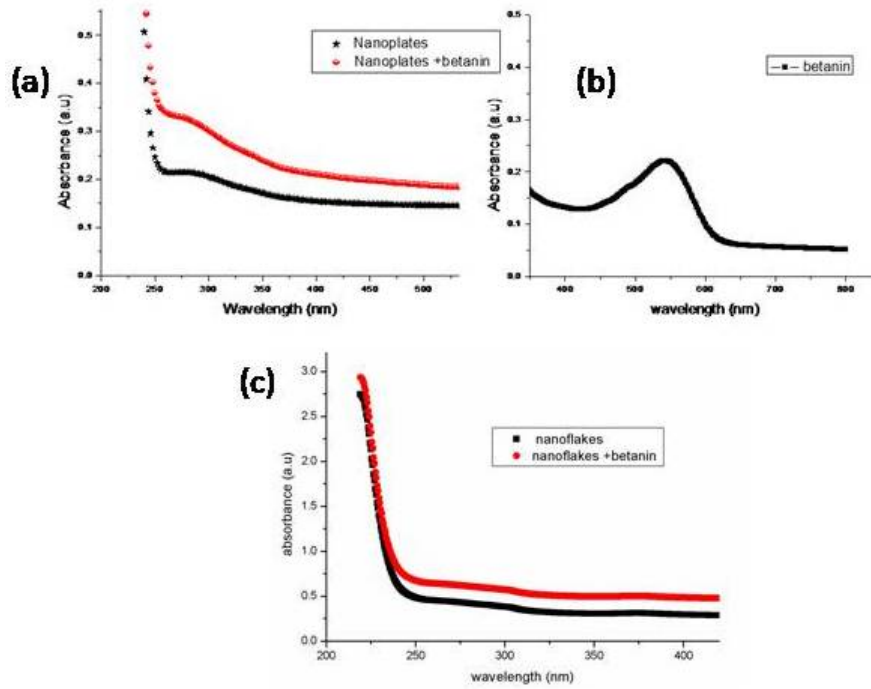 (a)
Nanoplates
Nanoplates +betanin
0.5
0.4
0.3
0.2
0.1
0.0
Absorbance (a.u)
200 250 300 350 400 450 500
Wavelength (nm)
(b)
betanin
0.5
0.4
0.3
0.2
0.1
0.0
Absorbance (a.u)
400 500 600 700 800
wavelength (nm)
(c)
nanoflakes
nanoflakes +betanin
3.0
2.5
2.0
1.5
1.0
0.5
0.0
absorbance (a.u)
200 250 300 350 400
wavelength (nm)